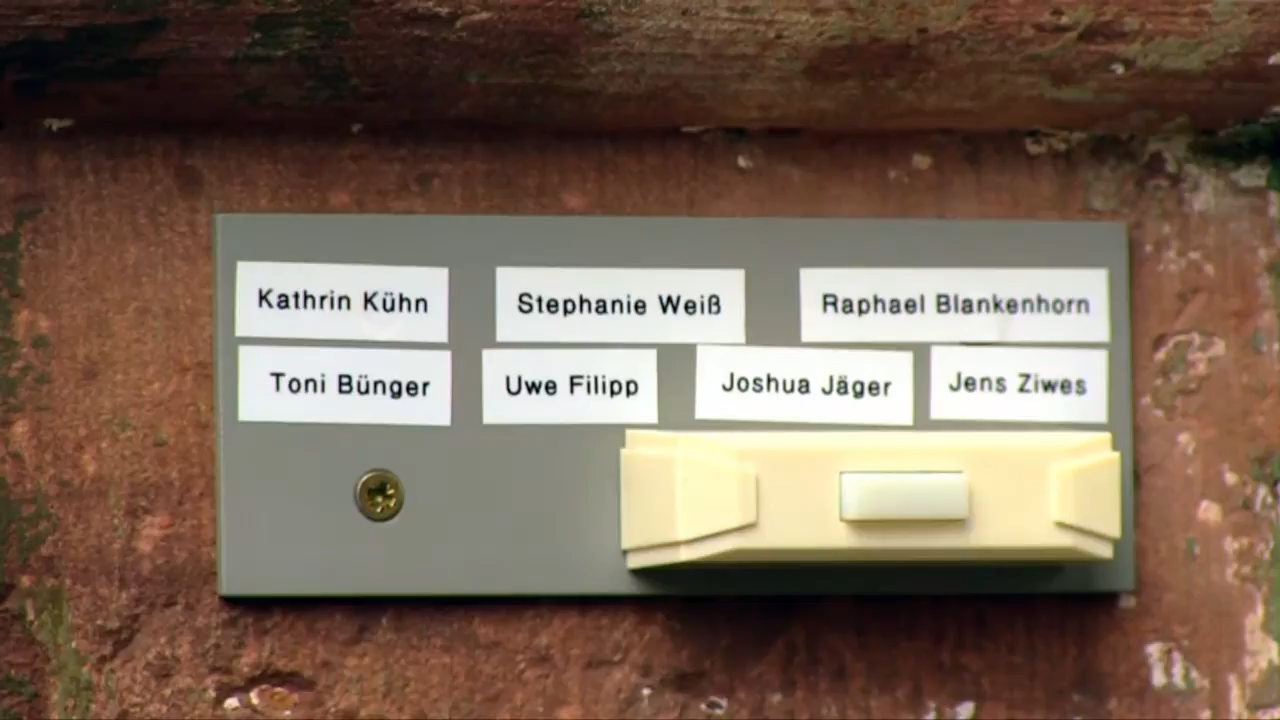 Kathrin Kühn
Stephanie Weiß
Raphael Blankenhorn
Toni Bünger
Uwe Filipp
Joshua Jäger
Jens Ziwes